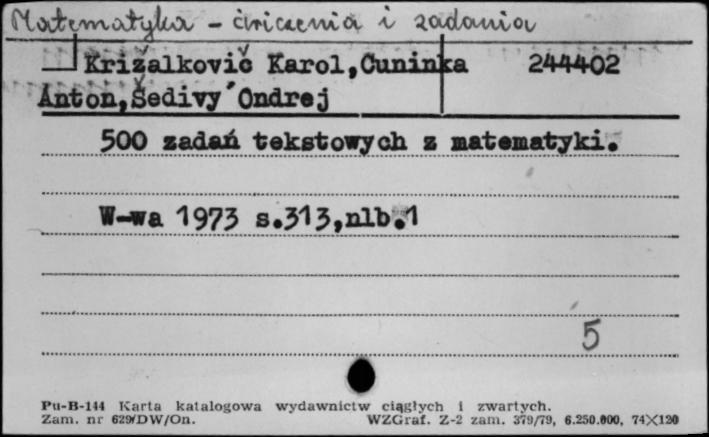 Matematyka - ćwiczenia i zadania
Križalkovič Karol,Cuninka 244402
Anton,Šedivy´Ondrej
500 zadań tekstowych z matematyki.
W-wa 1973 s.313,nlb.1
5
Pu-B-144 Karta katalogowa wydawnictw ciągłych i zwartych.
Zam. nr 629/DW/On. WZGraf. Z-2 zam. 379/79, 6.250.000, 74×120